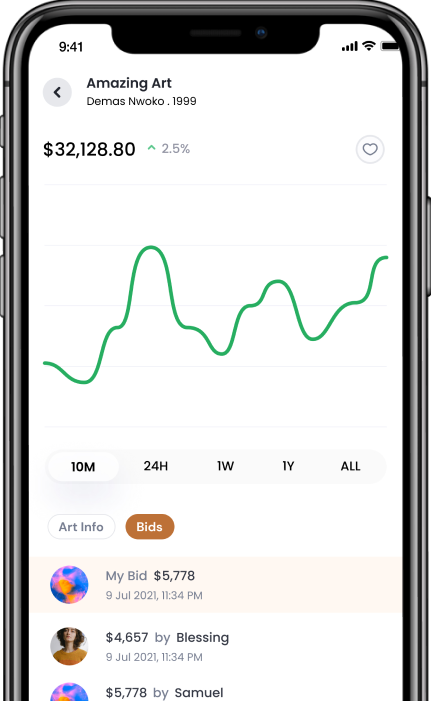 9:41
Amazing Art
Demas Nwoko . 1999
$32,128.80 2.5%
10M 24H 1W 1Y ALL
Art Info Bids
My Bid $5,778
9 Jul 2021, 11:34 PM
$4,657 by Blessing
9 Jul 2021, 11:34 PM
$5,778 by Samuel